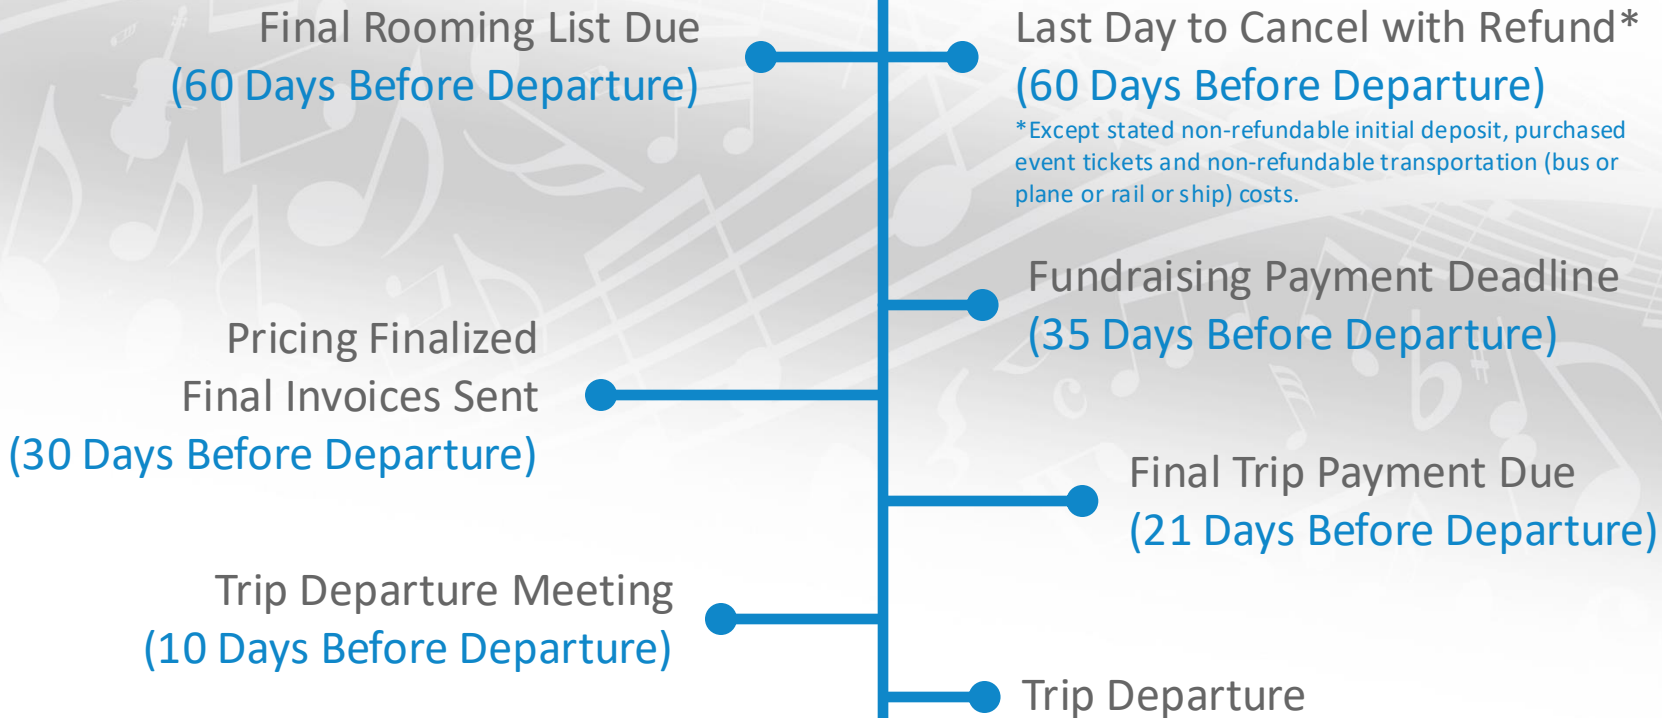 Final Rooming List Due
(60 Days Before Departure)
Last Day to Cancel with Refund*
(60 Days Before Departure)
*Except stated non-refundable initial deposit, purchased
event tickets and non-refundable transportation (bus or
plane or rail or ship) costs.
Fundraising Payment Deadline
(35 Days Before Departure)
Pricing Finalized
Final Invoices Sent
(30 Days Before Departure)
Final Trip Payment Due
(21 Days Before Departure)
Trip Departure Meeting
(10 Days Before Departure)
Trip Departure